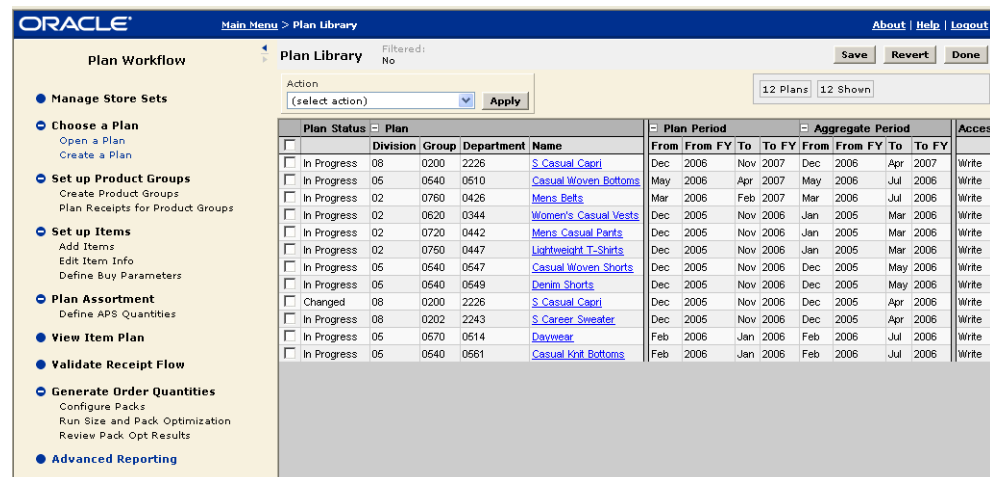 ORACLE Main Menu > Plan Library About | Help | Logout
Plan Workflow
Manage Store Sets
Choose a Plan
Open a Plan
Create a Plan
Set up Product Groups
Create Product Groups
Plan Receipts for Product Groups
Set up Items
Add Items
Edit Item Info
Define Buy Parameters
Plan Assortment
Define APS Quantities
View Item Plan
Validate Receipt Flow
Generate Order Quantities
Configure Packs
Run Size and Pack Optimization
Review Pack Opt Results
Advanced Reporting
Plan Library Filtered: No Save Revert Done
Action
(select action) Apply 12 Plans 12 Shown
Plan Status Plan Plan Period Aggregate Period Acces
Division Group Department Name From From FY To To FY From From FY To To FY
In Progress 08 0200 2226 S Casual Capri Dec 2006 Nov 2007 Dec 2006 Apr 2007 Write
In Progress 05 0540 0510 Casual Woven Bottoms May 2006 Apr 2007 May 2006 Jul 2006 Write
In Progress 02 0760 0426 Mens Belts Mar 2006 Feb 2007 Mar 2006 Jul 2006 Write
In Progress 02 0620 0344 Women's Casual Vests Dec 2005 Nov 2006 Jan 2005 Mar 2006 Write
In Progress 02 0720 0442 Mens Casual Pants Dec 2005 Nov 2006 Jan 2005 Mar 2006 Write
In Progress 02 0750 0447 Lightweight T-Shirts Dec 2005 Nov 2006 Jan 2005 Mar 2006 Write
In Progress 05 0540 0547 Casual Woven Shorts Dec 2005 Nov 2006 Dec 2005 May 2006 Write
In Progress 05 0540 0549 Denim Shorts Dec 2005 Nov 2006 Dec 2005 May 2006 Write
Changed 08 0200 2226 S Casual Capri Dec 2005 Nov 2006 Dec 2005 Apr 2006 Write
In Progress 08 0202 2243 S Career Sweater Dec 2005 Nov 2006 Dec 2005 Apr 2006 Write
In Progress 05 0570 0514 Daywear Feb 2006 Jan 2006 Feb 2006 Jul 2006 Write
In Progress 05 0540 0561 Casual Knit Bottoms Feb 2006 Jan 2006 Feb 2006 Jul 2006 Write